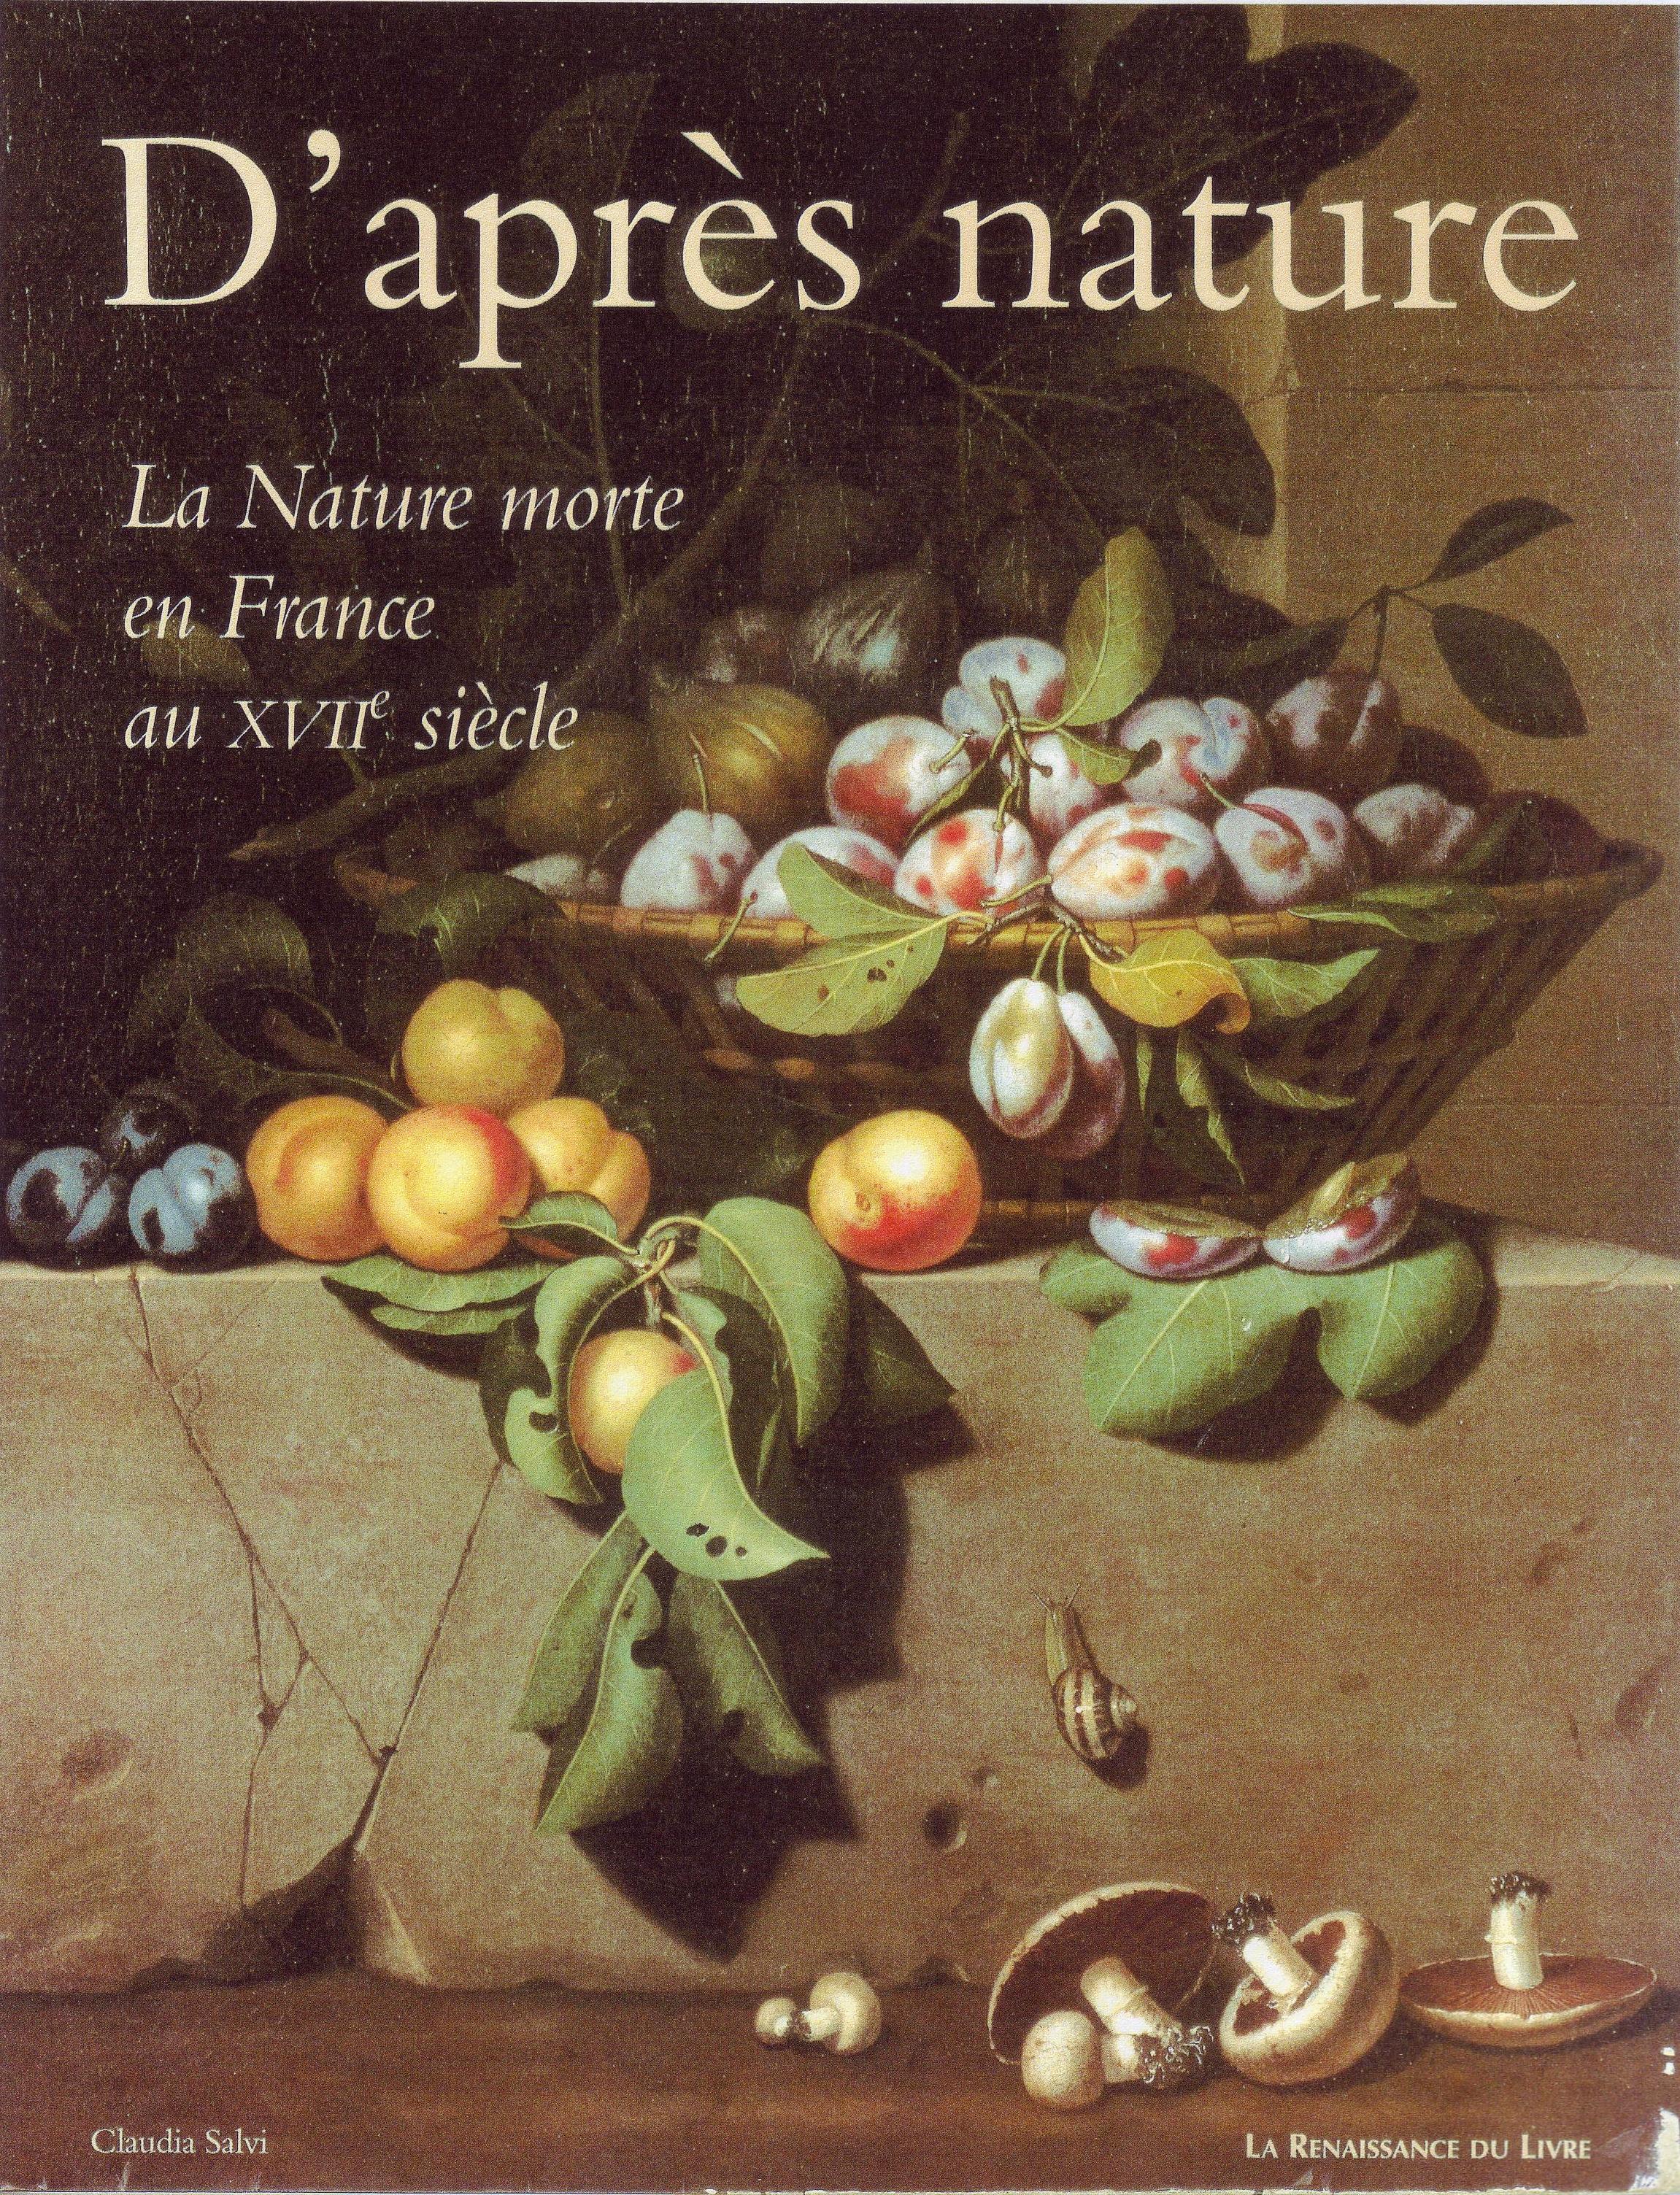 D’après nature
La Nature morte
en France
au XVIIe siècle
Claudia Salvi
La Renaissance du Livre